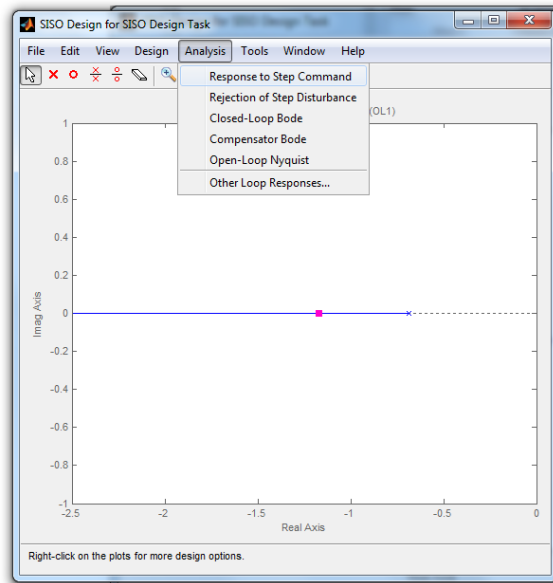 SISO Design for SISO Design Task
File Edit View Design Analysis Tools Window Help
Response to Step Command
Rejection of Step Disturbance
Closed-Loop Bode
Compensator Bode
Open-Loop Nyquist
Other Loop Responses...
(OL1)
1
0.8
0.6
0.4
0.2
0
-0.2
-0.4
-0.6
-0.8
-1
Imag Axis
-2.5 -2 -1.5 -1 -0.5 0
Real Axis
Right-click on the plots for more design options.